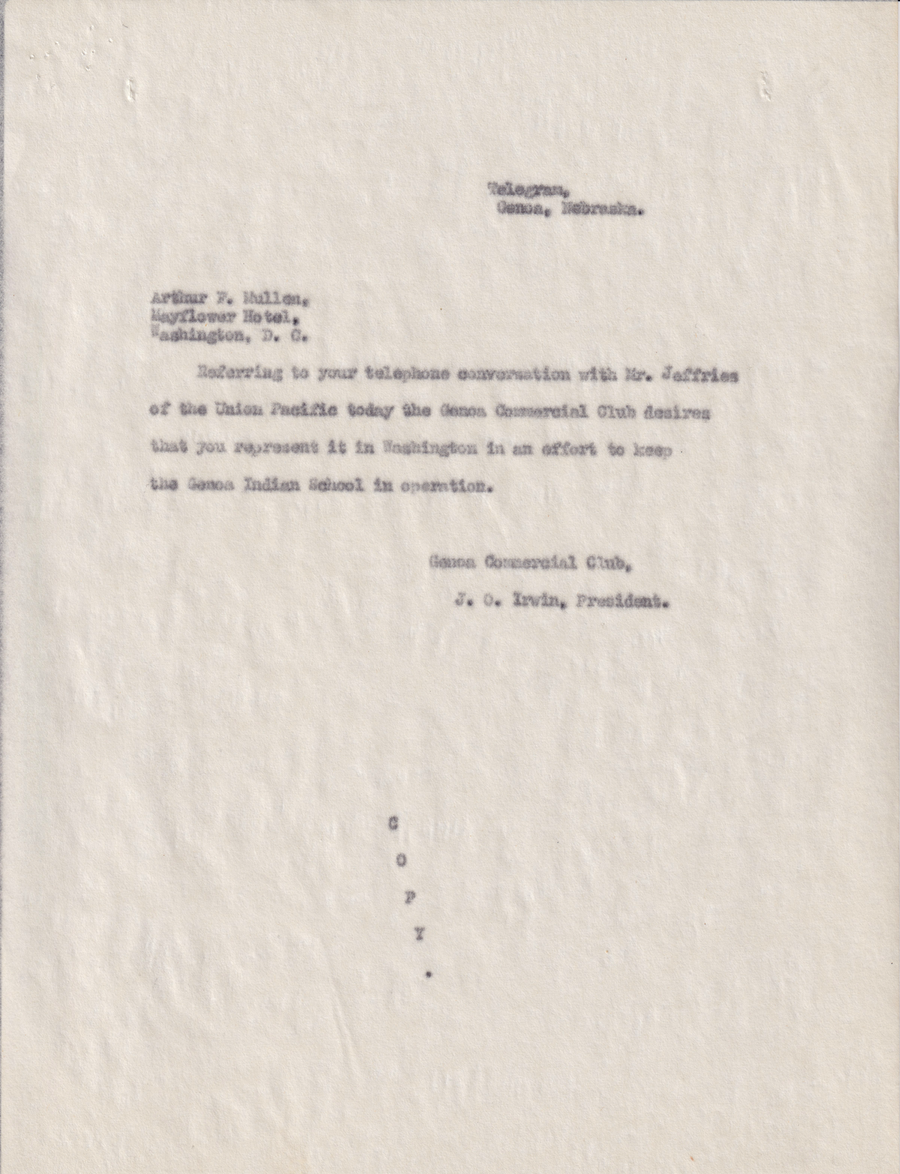 Telegram,
Genoa, Nebraska.
Arthur F. Mullen,
Mayflower Hotel,
Washington, D. C.
Referring to your telephone conversation with Mr. Jeffries
of the Union Pacific today the Genoa Commercial Club desires
that you represent it in Washington in an effort to keep
the Genoa Indian School in operation.
Genoa Commercial Club,
J. O. Irwin, President.
C
O
P
Y
.